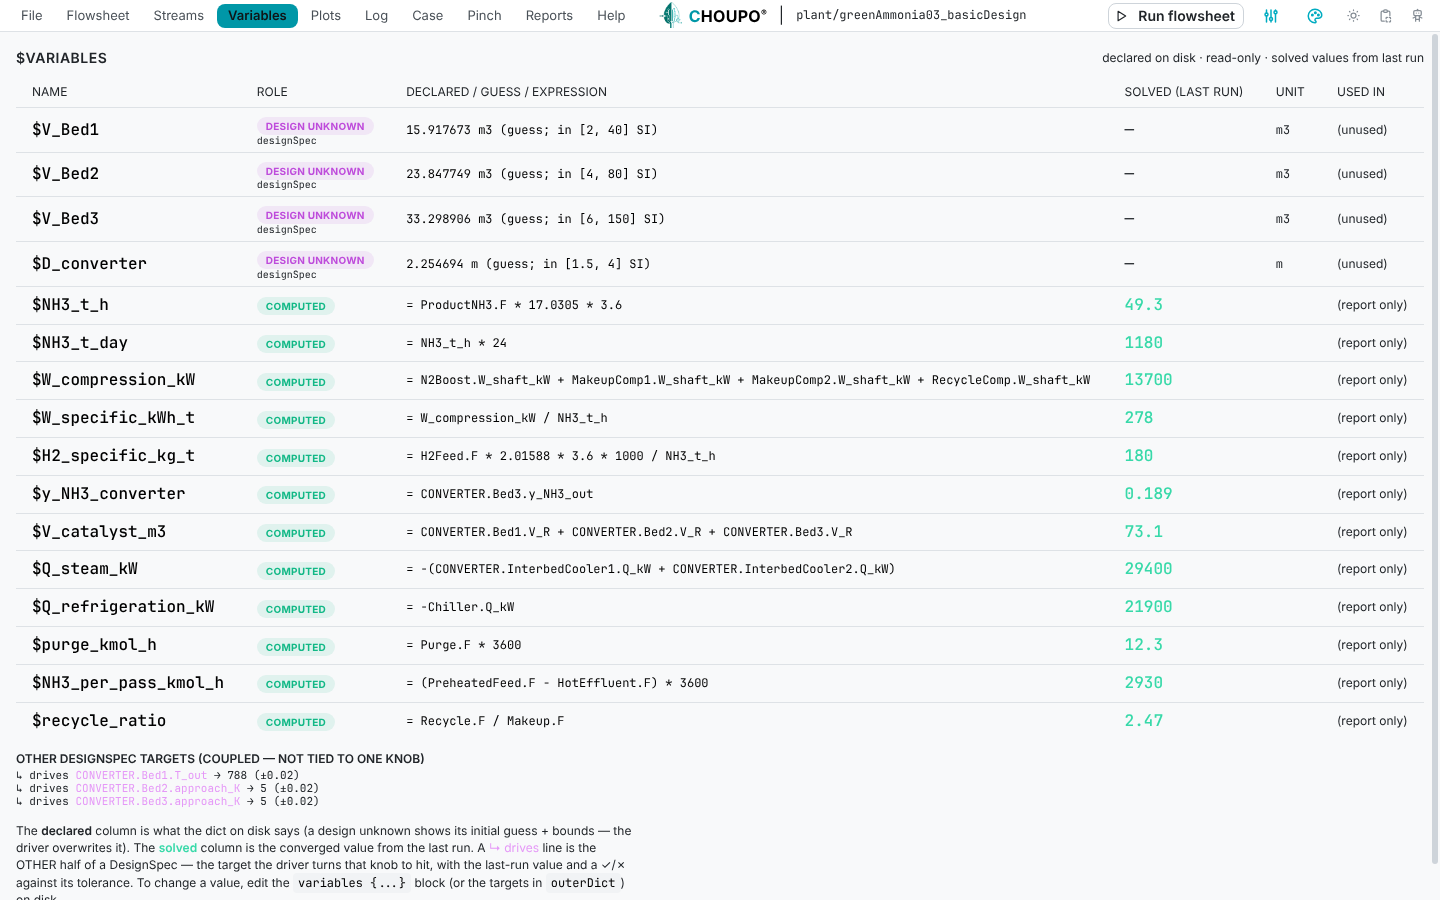 File Flowsheet Streams Variables Plots Log Case Pinch Reports Help CHOUPO® plant/greenAmmonia03_basicDesign Run flowsheet
$VARIABLES declared on disk · read-only · solved values from last run
NAME ROLE DECLARED / GUESS / EXPRESSION SOLVED (LAST RUN) UNIT USED IN
$V_Bed1 DESIGN UNKNOWN designSpec 15.917673 m3 (guess; in [2, 40] SI) — m3 (unused)
$V_Bed2 DESIGN UNKNOWN designSpec 23.847749 m3 (guess; in [4, 80] SI) — m3 (unused)
$V_Bed3 DESIGN UNKNOWN designSpec 33.298906 m3 (guess; in [6, 150] SI) — m3 (unused)
$D_converter DESIGN UNKNOWN designSpec 2.254694 m (guess; in [1.5, 4] SI) — m (unused)
$NH3_t_h COMPUTED = ProductNH3.F * 17.0305 * 3.6 49.3 (report only)
$NH3_t_day COMPUTED = NH3_t_h * 24 1180 (report only)
$W_compression_kW COMPUTED = N2Boost.W_shaft_kW + MakeupComp1.W_shaft_kW + MakeupComp2.W_shaft_kW + RecycleComp.W_shaft_kW 13700 (report only)
$W_specific_kWh_t COMPUTED = W_compression_kW / NH3_t_h 278 (report only)
$H2_specific_kg_t COMPUTED = H2Feed.F * 2.01588 * 3.6 * 1000 / NH3_t_h 180 (report only)
$y_NH3_converter COMPUTED = CONVERTER.Bed3.y_NH3_out 0.189 (report only)
$V_catalyst_m3 COMPUTED = CONVERTER.Bed1.V_R + CONVERTER.Bed2.V_R + CONVERTER.Bed3.V_R 73.1 (report only)
$Q_steam_kW COMPUTED = -(CONVERTER.InterbedCooler1.Q_kW + CONVERTER.InterbedCooler2.Q_kW) 29400 (report only)
$Q_refrigeration_kW COMPUTED = -Chiller.Q_kW 21900 (report only)
$purge_kmol_h COMPUTED = Purge.F * 3600 12.3 (report only)
$NH3_per_pass_kmol_h COMPUTED = (PreheatedFeed.F - HotEffluent.F) * 3600 2930 (report only)
$recycle_ratio COMPUTED = Recycle.F / Makeup.F 2.47 (report only)
OTHER DESIGNSPEC TARGETS (COUPLED — NOT TIED TO ONE KNOB)
↳ drives CONVERTER.Bed1.T_out → 788 (±0.02)
↳ drives CONVERTER.Bed2.approach_K → 5 (±0.02)
↳ drives CONVERTER.Bed3.approach_K → 5 (±0.02)
The declared column is what the dict on disk says (a design unknown shows its initial guess + bounds — the
driver overwrites it). The solved column is the converged value from the last run. A ↳ drives line is the
OTHER half of a DesignSpec — the target the driver turns that knob to hit, with the last-run value and a ✓/✗
against its tolerance. To change a value, edit the variables {...} block (or the targets in outerDict )
on disk.